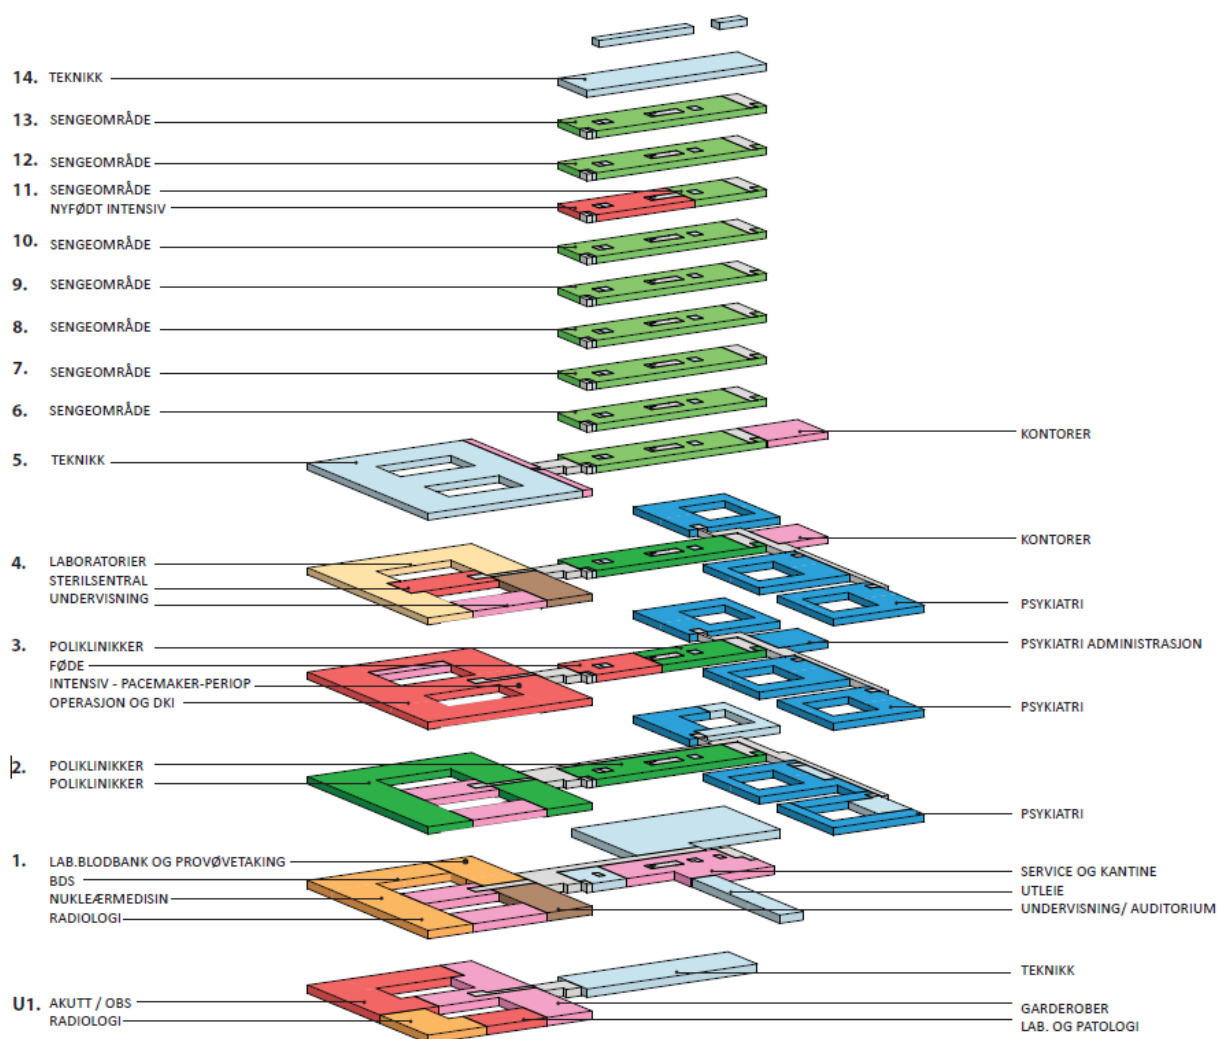 14. TEKNIKK
13. SENGEOMRÅDE
12. SENGEOMRÅDE
11. SENGEOMRÅDE
NYFØDT INTENSIV
10. SENGEOMRÅDE
9. SENGEOMRÅDE
8. SENGEOMRÅDE
7. SENGEOMRÅDE
6. SENGEOMRÅDE
KONTORER
5. TEKNIKK
KONTORER
4. LABORATORIER
STERILSENTRAL
UNDERVISNING
PSYKIATRI
PSYKIATRI ADMINISTRASJON
3. POLIKLINIKKER
FØDE
INTENSIV - PACEMAKER-PERIOP
OPERASJON OG DKI
PSYKIATRI
2. POLIKLINIKKER
POLIKLINIKKER
PSYKIATRI
1. LAB.BLODBANK OG PROVØVETAKING
BDS
NUKLEÆRMEDISIN
RADIOLOGI
SERVICE OG KANTINE
UTLEIE
UNDERVISNING/ AUDITORIUM
TEKNIKK
U1. AKUTT / OBS
RADIOLOGI
GARDEROBER
LAB. OG PATOLOGI